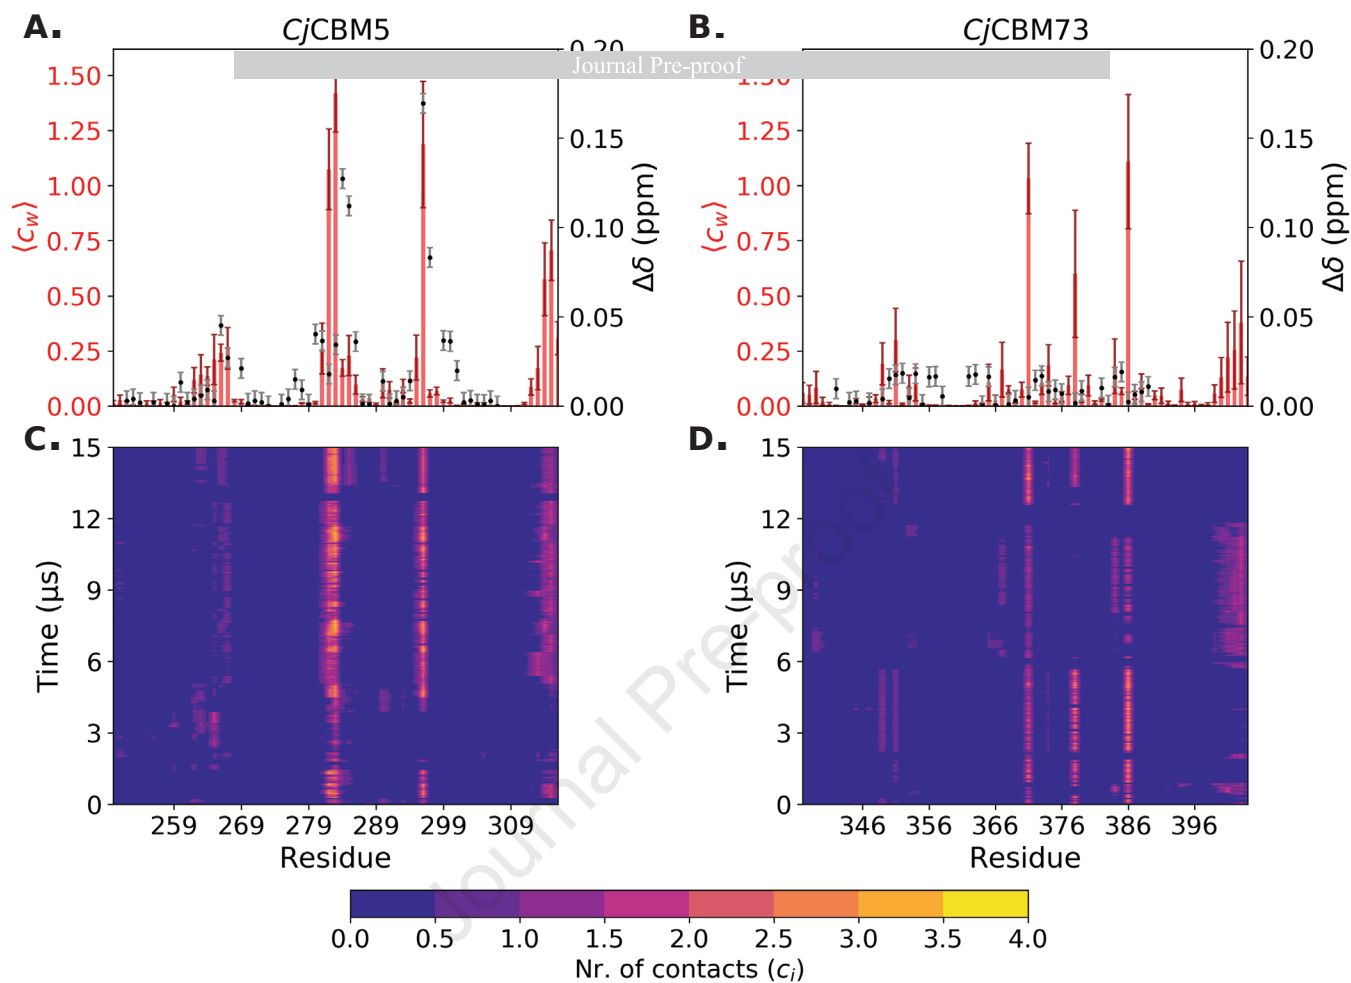 A.
CjCBM5
B.
CjCBM73
Journal Pre-proof
1.50
1.25
1.00
0.75
0.50
0.25
0.00
⟨cw⟩
0.20
0.15
0.10
0.05
0.00
Δδ (ppm)
1.50
1.25
1.00
0.75
0.50
0.25
0.00
⟨cw⟩
0.20
0.15
0.10
0.05
0.00
Δδ (ppm)
C.
15
12
9
6
3
0
Time (μs)
259 269 279 289 299 309
Residue
D.
15
12
9
6
3
0
Time (μs)
346 356 366 376 386 396
Residue
Journal Pre-proof
0.0 0.5 1.0 1.5 2.0 2.5 3.0 3.5 4.0
Nr. of contacts (ci)